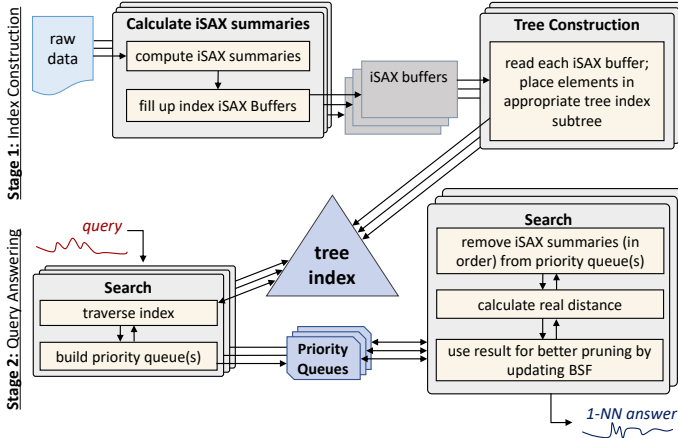 Stage 1: Index Construction
raw
data
Calculate iSAX summaries
compute iSAX summaries
fill up index iSAX Buffers
iSAX buffers
Tree Construction
read each iSAX buffer;
place elements in
appropriate tree index
subtree
Stage 2: Query Answering
query
Search
traverse index
build priority queue(s)
tree
index
Priority
Queues
Search
remove iSAX summaries (in
order) from priority queue(s)
calculate real distance
use result for better pruning by
updating BSF
1-NN answer